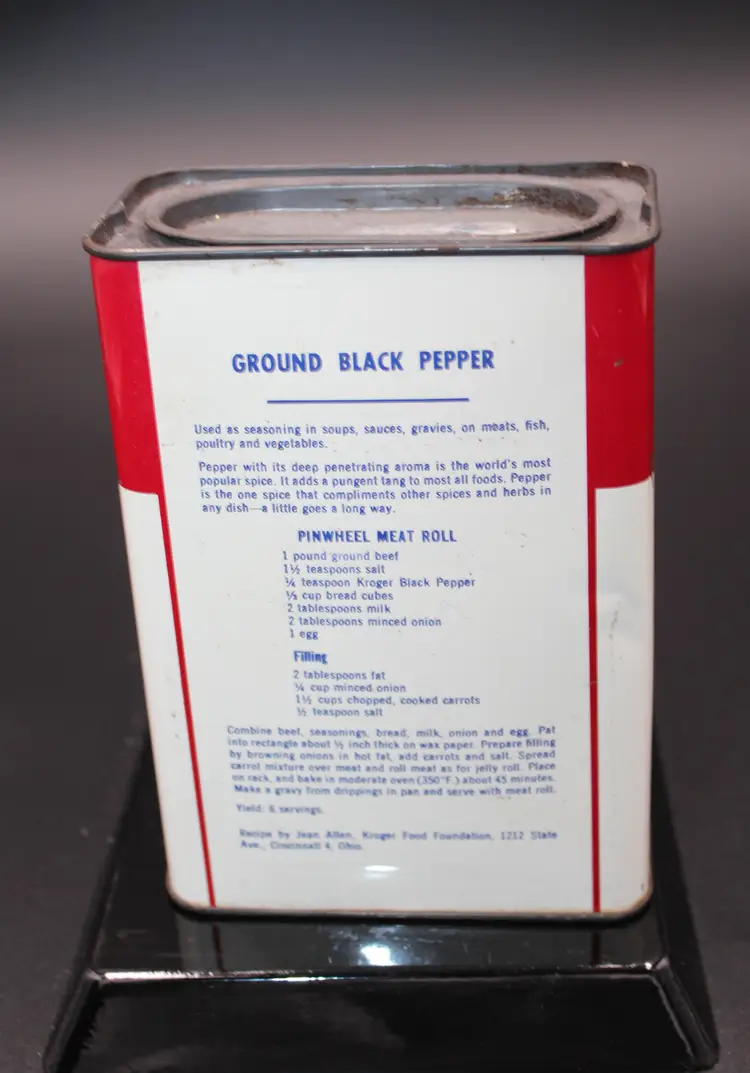 GROUND BLACK PEPPER
Used as seasoning in soups, sauces, gravies, on meats, fish,
poultry and vegetables.
Pepper with its deep penetrating aroma is the world's most
popular spice. It adds a pungent tang to most all foods. Pepper
is the one spice that compliments other spices and herbs in
any dish—a little goes a long way.
PINWHEEL MEAT ROLL
1 pound ground beef
1½ teaspoons salt
¼ teaspoon Kroger Black Pepper
⅓ cup bread cubes
2 tablespoons milk
2 tablespoons minced onion
1 egg
Filling
2 tablespoons fat
¼ cup minced onion
1½ cups chopped, cooked carrots
½ teaspoon salt
Combine beef, seasonings, bread, milk, onion and egg. Pat
into rectangle about ½ inch thick on wax paper. Prepare filling
by browning onions in hot fat, add carrots and salt. Spread
carrot mixture over meat and roll meat as for jelly roll. Place
on rack, and bake in moderate oven (350°F.) about 45 minutes.
Make a gravy from drippings in pan and serve with meat roll.
Yield: 6 servings.
Recipe by Jean Allen, Kroger Food Foundation, 1212 State
Ave., Cincinnati 4, Ohio.